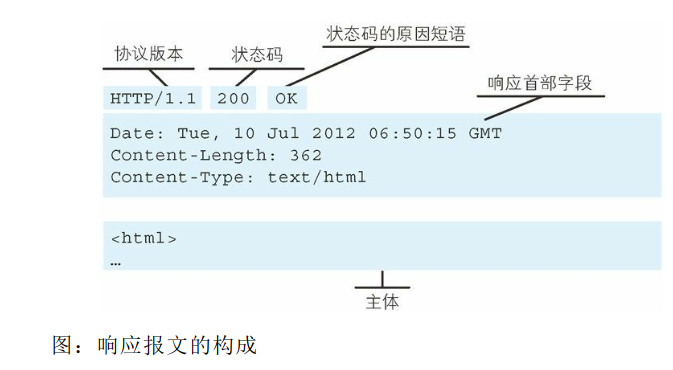 状态码的原因短语
协议版本 状态码
HTTP/1.1 200 OK
响应首部字段
Date: Tue, 10 Jul 2012 06:50:15 GMT
Content-Length: 362
Content-Type: text/html
<html>
…
主体
图：响应报文的构成